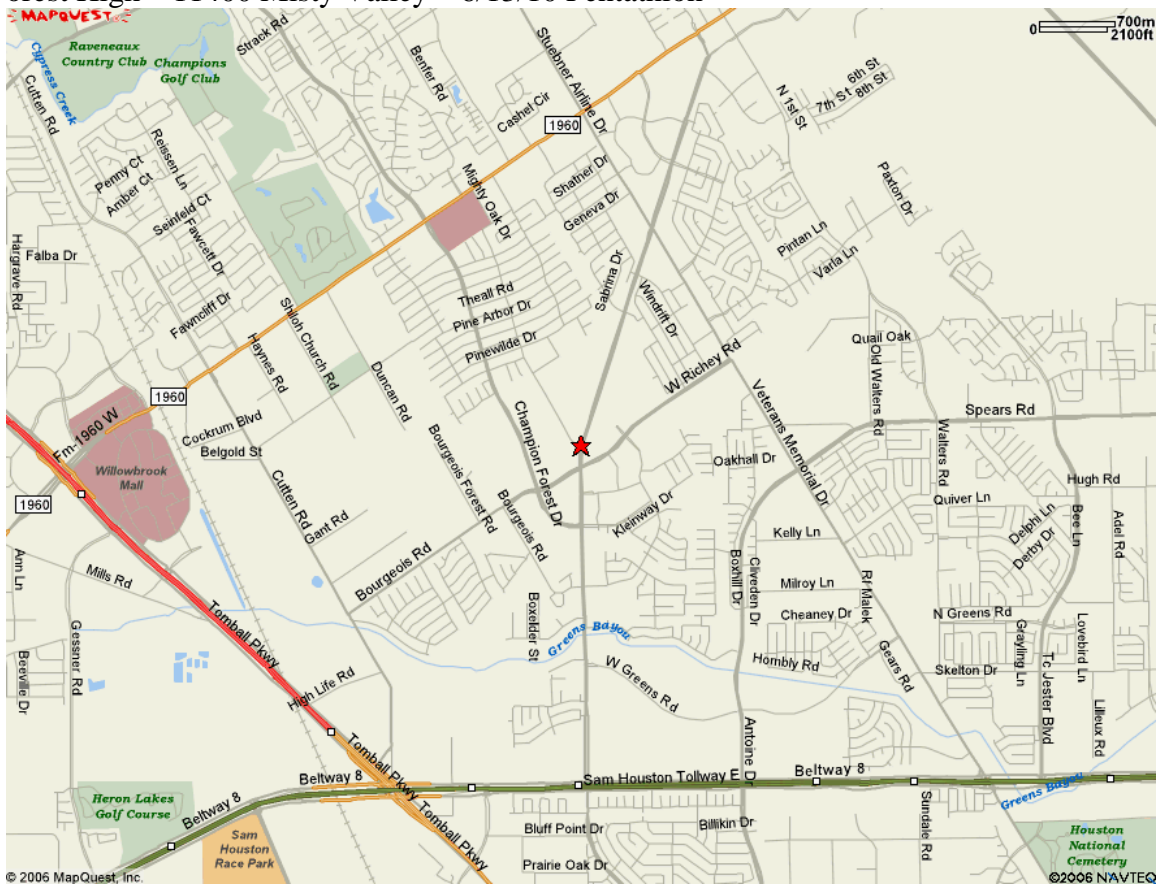 MAPQUEST
700m
0
2100ft
Raveneaux
Country Club
Champions
Golf Club
Cypress Creek
Cutten Rd
Strack Rd
Benfer Rd
Stuebner Airline Dr
Cashel Cir
1960
N 1st St
6th St
7th St
8th St
Reissen Ln
Penny Ct
Amber Ct
Seinfeld Ct
Fawcett Dr
Mighty Oak Dr
Shatner Dr
Geneva Dr
Paxton Dr
Pintan Ln
Varla Ln
Hargrave Rd
Falba Dr
Fawncliff Dr
Shiloh Church Rd
Haynes Rd
Theall Rd
Pine Arbor Dr
Pinewilde Dr
Sabrina Dr
Windrift Dr
W Richey Rd
Quail Oak
Old Walters Rd
Duncan Rd
1960
Fm-1960 W
Cockrum Blvd
Belgold St
Willowbrook
Mall
1960
Champion Forest Dr
Bourgeois Forest Rd
Bourgeois Rd
Veterans Memorial Dr
Spears Rd
Walters Rd
Oakhall Dr
Hugh Rd
Quiver Ln
Delphi Ln
Derby Dr
Bee Ln
Adel Rd
Cutten Rd
Gant Rd
Kleinway Dr
Kelly Ln
Ann Ln
Mills Rd
Bourgeois Rd
Boxelder St
Boxhill Dr
Cliveden Dr
Milroy Ln
Cheaney Dr
Rf Malek
N Greens Rd
Grayling Ln
Lovebird Ln
Gessner Rd
Beeville Dr
Tomball Pkwy
Greens Bayou
Hombly Rd
Gears Rd
Skelton Dr
Tc Jester Blvd
Lilleux Rd
High Life Rd
W Greens Rd
Antoine Dr
Tomball Pkwy
Beltway 8
Sam Houston Tollway E
Beltway 8
Greens Bayou
Heron Lakes
Golf Course
Beltway 8
Tomball Pkwy
Sam
Houston
Race Park
Bluff Point Dr
Billikin Dr
Sundale Rd
Prairie Oak Dr
Houston
National
Cemetery
© 2006 MapQuest, Inc.
©2006 NAVTEQ